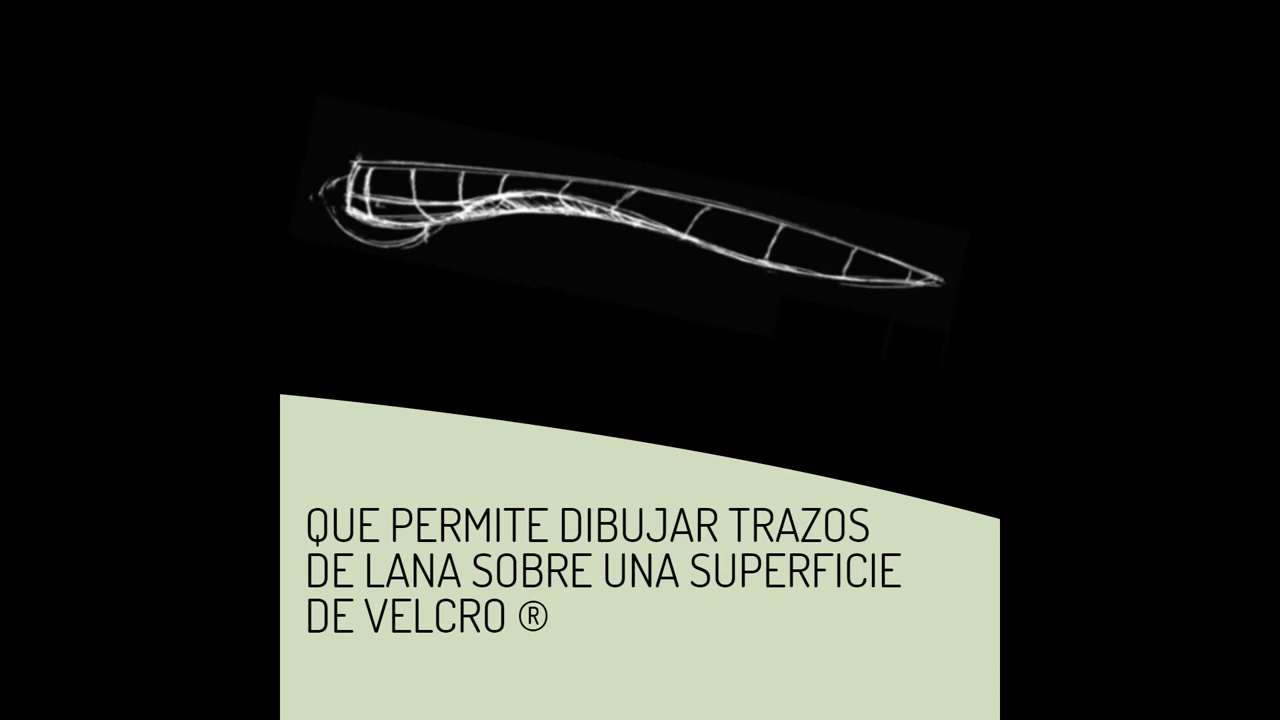 QUE PERMITE DIBUJAR TRAZOS
DE LANA SOBRE UNA SUPERFICIE
DE VELCRO ®